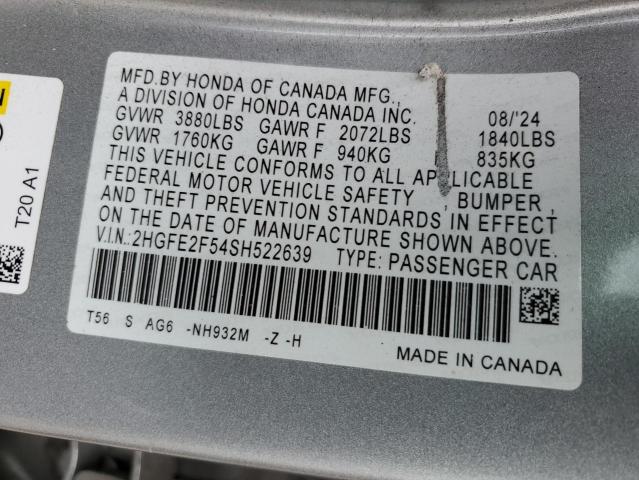 MFD.BY HONDA OF CANADA MFG.,
A DIVISION OF HONDA CANADA INC. 08/'24
GVWR 3880LBS GAWR F 2072LBS 1840LBS
GVWR 1760KG GAWR F 940KG 835KG
THIS VEHICLE CONFORMS TO ALL APPLICABLE
FEDERAL MOTOR VEHICLE SAFETY BUMPER,
AND THEFT PREVENTION STANDARDS IN EFFECT
ON THE DATE OF MANUFACTURE SHOWN ABOVE.
V.I.N.: 2HGFE2F54SH522639 TYPE: PASSENGER CAR
T56 S AG6 -NH932M -Z -H
MADE IN CANADA
T20 A1